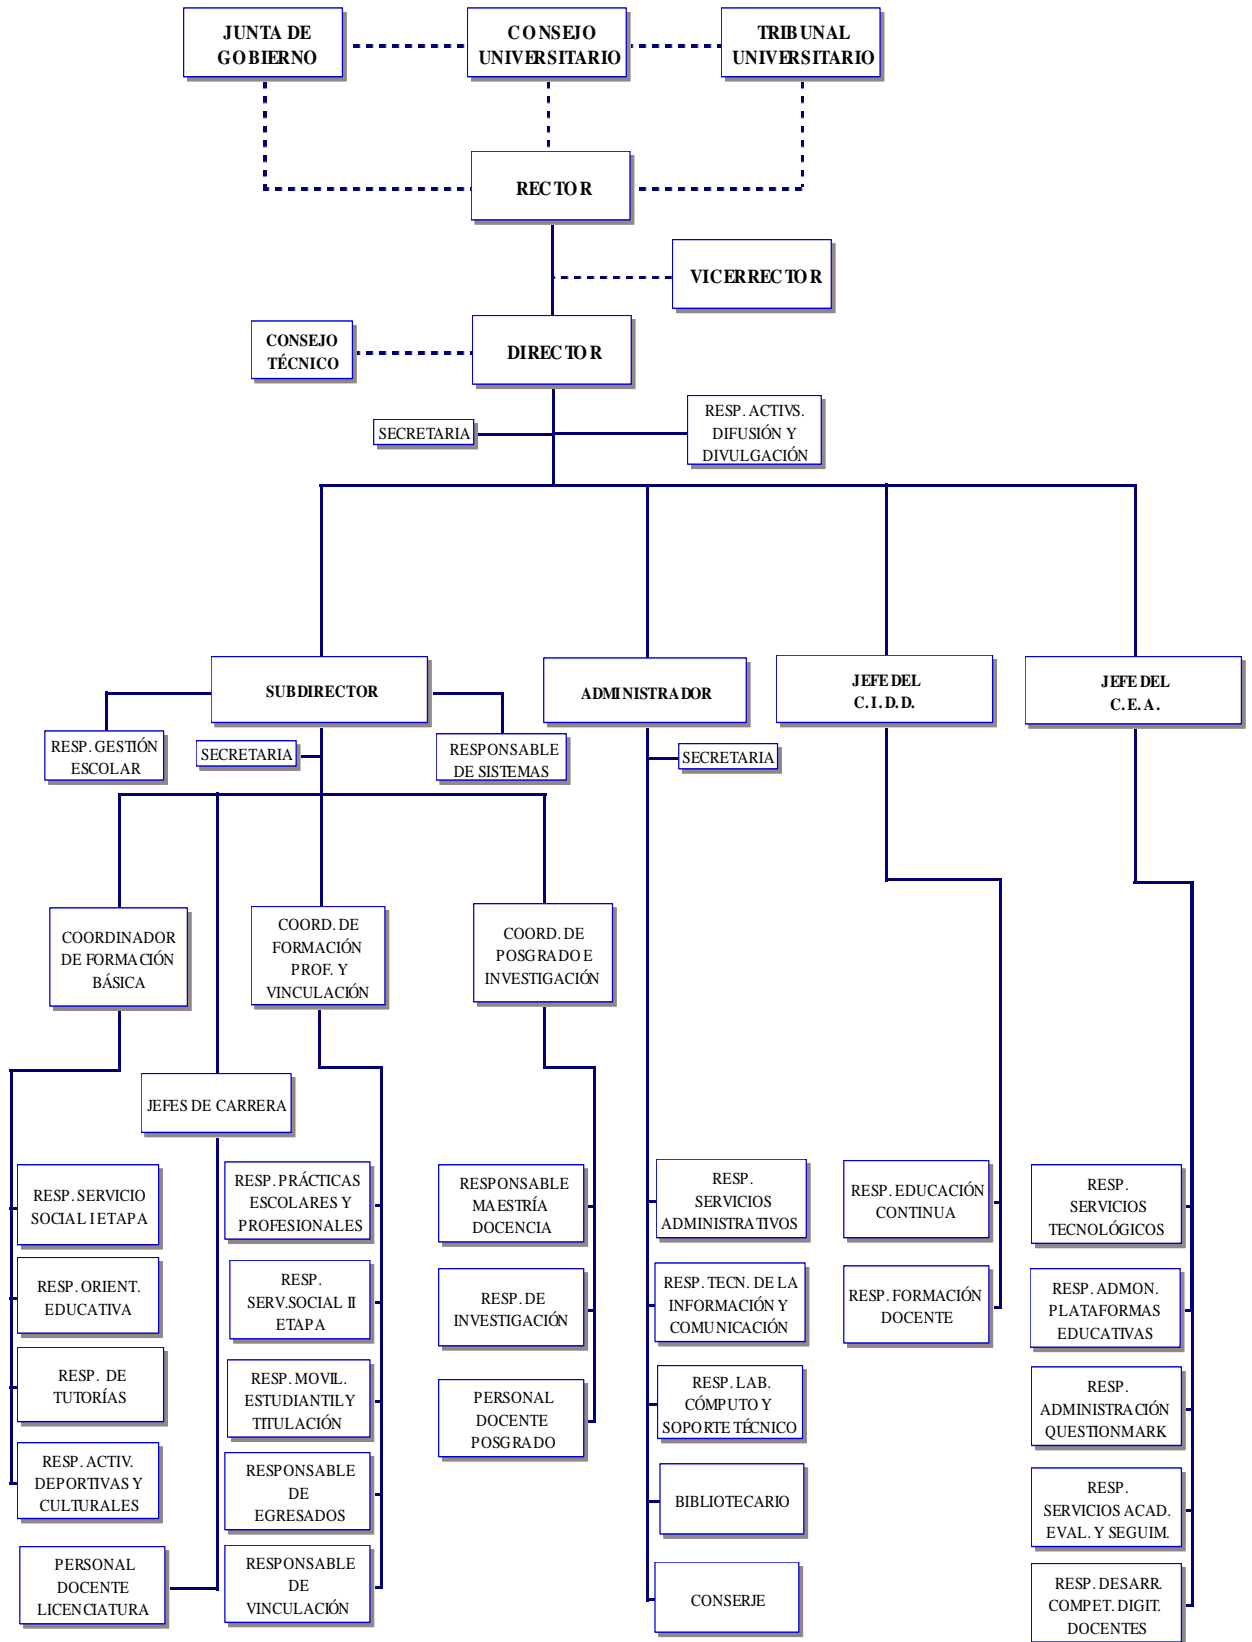 JUNTA DE
GOBIERNO
CONSEJO
UNIVERSITARIO
TRIBUNAL
UNIVERSITARIO
RECTOR
VICERRECTOR
CONSEJO
TÉCNICO
DIRECTOR
SECRETARIA
RESP. ACTIVS.
DIFUSIÓN Y
DIVULGACIÓN
SUBDIRECTOR
ADMINISTRADOR
JEFE DEL
C. I. D. D.
JEFE DEL
C. E. A.
RESP. GESTIÓN
ESCOLAR
SECRETARIA
RESPONSABLE
DE SISTEMAS
SECRETARIA
COORDINADOR
DE FORMACIÓN
BÁSICA
COORD. DE
FORMACIÓN
PROF. Y
VINCULACIÓN
COORD. DE
POSGRADO E
INVESTIGACIÓN
JEFES DE CARRERA
RESP. SERVICIO
SOCIAL I ETAPA
RESP. ORIENT.
EDUCATIVA
RESP. DE
TUTORÍAS
RESP. ACTIV.
DEPORTIVAS Y
CULTURALES
PERSONAL
DOCENTE
LICENCIATURA
RESP. PRÁCTICAS
ESCOLARES Y
PROFESIONALES
RESP.
SERV.SOCIAL II
ETAPA
RESP. MOVIL.
ESTUDIANTIL Y
TITULACIÓN
RESPONSABLE
DE
EGRESADOS
RESPONSABLE
DE
VINCULACIÓN
RESPONSABLE
MAESTRÍA
DOCENCIA
RESP. DE
INVESTIGACIÓN
PERSONAL
DOCENTE
POSGRADO
RESP.
SERVICIOS
ADMINISTRATIVOS
RESP. TECN. DE LA
INFORMACIÓN Y
COMUNICACIÓN
RESP. LAB.
CÓMPUTO Y
SOPORTE TÉCNICO
BIBLIOTECARIO
CONSERJE
RESP. EDUCACIÓN
CONTINUA
RESP. FORMACIÓN
DOCENTE
RESP.
SERVICIOS
TECNOLÓGICOS
RESP. ADMON.
PLATAFORMAS
EDUCATIVAS
RESP.
ADMINISTRACIÓN
QUESTIONMARK
RESP.
SERVICIOS ACAD.
EVAL. Y SEGUIM.
RESP. DESARR.
COMPET. DIGIT.
DOCENTES